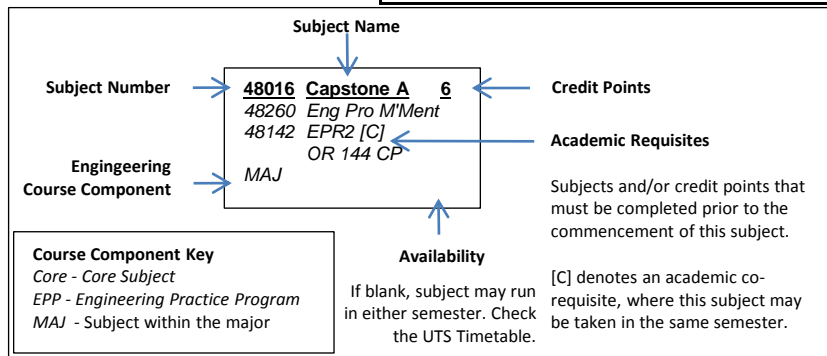 Subject Name
Subject Number
48016 Capstone A 6
Credit Points
48260 Eng Pro M'Ment
48142 EPR2 [C]
OR 144 CP
MAJ
Academic Requisites
Engingeering
Course Component
Subjects and/or credit points that
must be completed prior to the
commencement of this subject.
[C] denotes an academic co-
requisite, where this subject may
be taken in the same semester.
Availability
If blank, subject may run
in either semester. Check
the UTS Timetable.
Course Component Key
Core - Core Subject
EPP - Engineering Practice Program
MAJ - Subject within the major